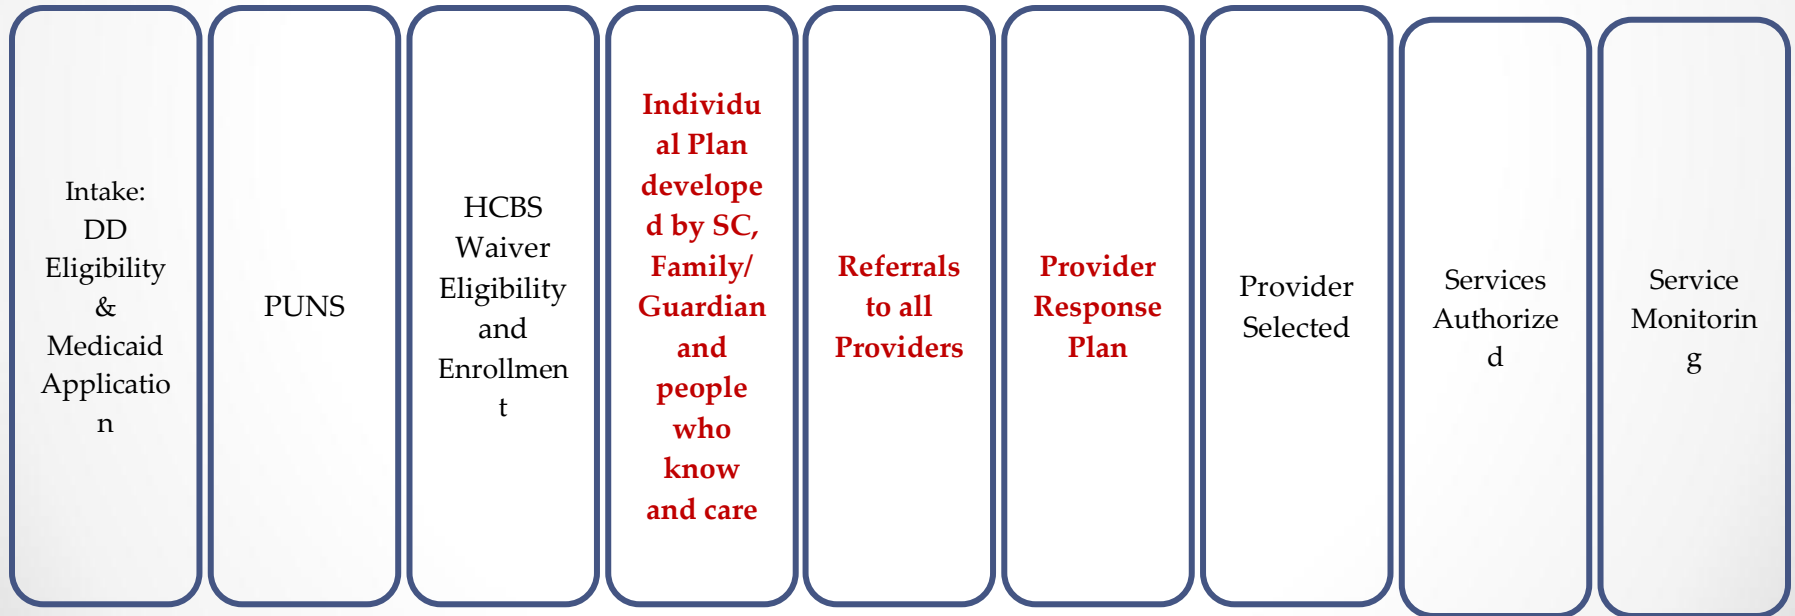 Intake:
DD
Eligibility
&
Medicaid
Applicatio
n
PUNS
HCBS
Waiver
Eligibility
and
Enrollmen
t
Individu
al Plan
develope
d by SC,
Family/
Guardian
and
people
who
know
and care
Referrals
to all
Providers
Provider
Response
Plan
Provider
Selected
Services
Authorize
d
Service
Monitorin
g